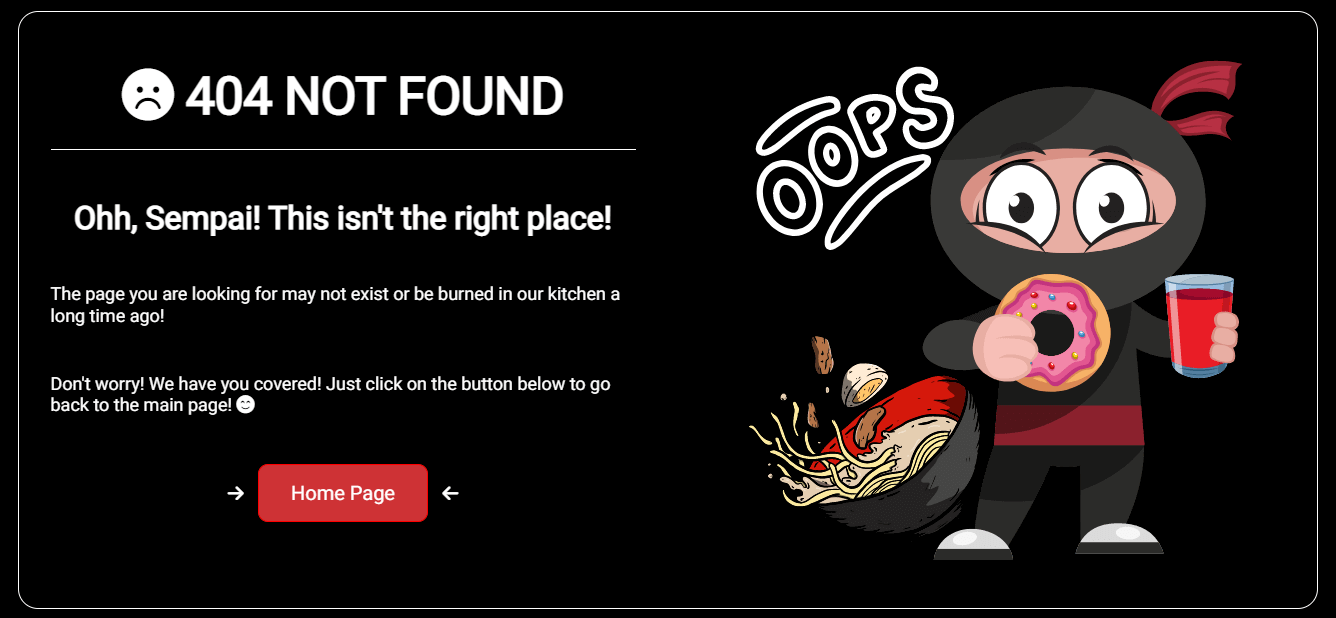 404 NOT FOUND
OOPS
Ohh, Sempai! This isn't the right place!
The page you are looking for may not exist or be burned in our kitchen a
long time ago!
Don't worry! We have you covered! Just click on the button below to go
back to the main page! 😊
Home Page